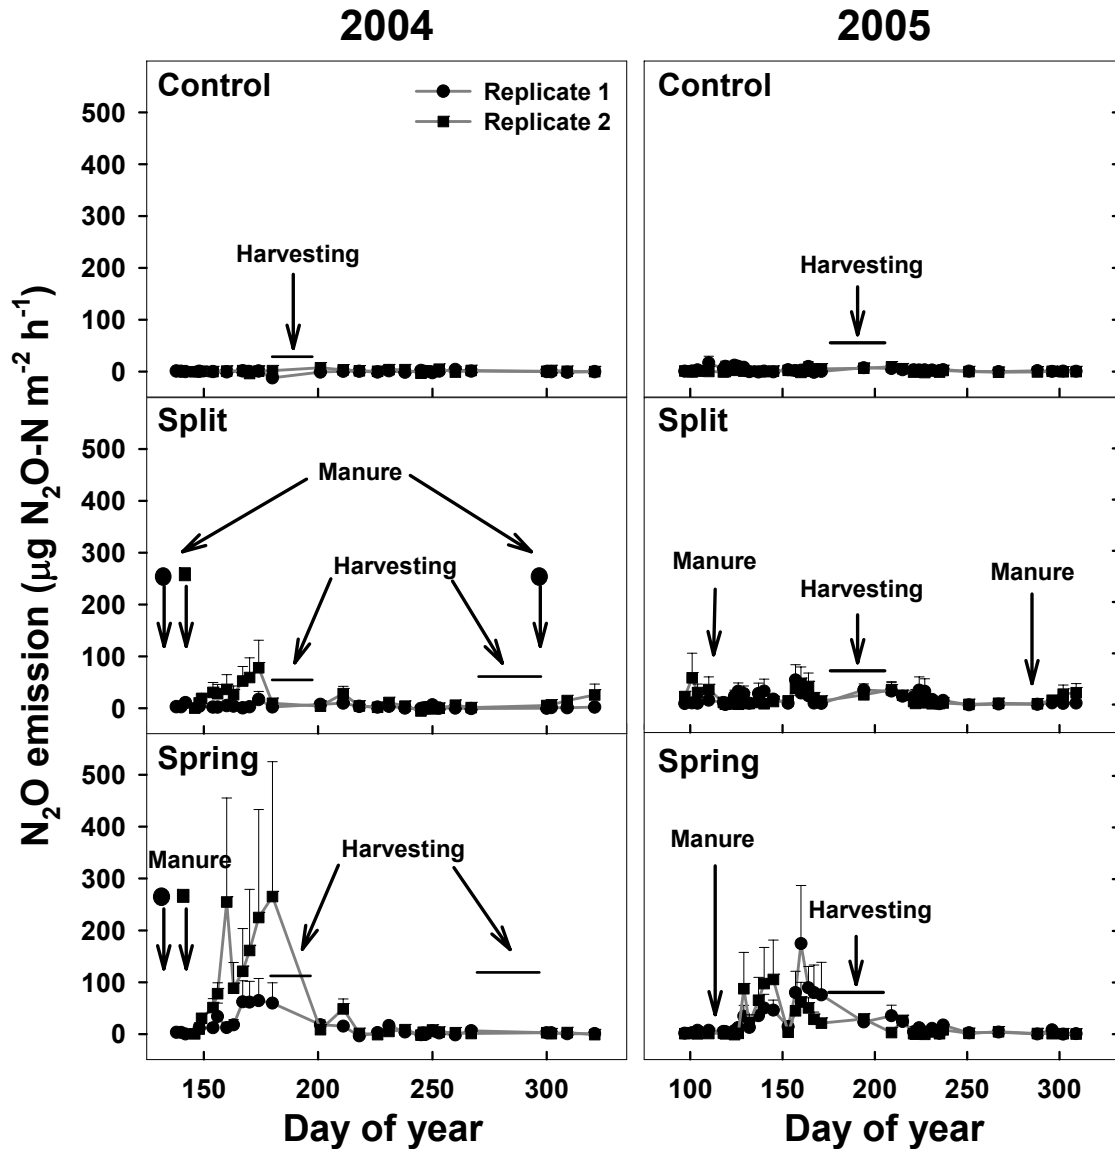 2004
2005
Control
Replicate 1
Replicate 2
500
400
300
200
100
0
Harvesting
Control
Harvesting
Split
500
400
300
200
100
0
Manure
Harvesting
Split
Manure
Harvesting
Manure
Spring
500
400
300
200
100
0
Manure
Harvesting
Spring
Manure
Harvesting
150 200 250 300
100 150 200 250 300
Day of year
Day of year
N₂O emission (µg N₂O-N m⁻² h⁻¹)